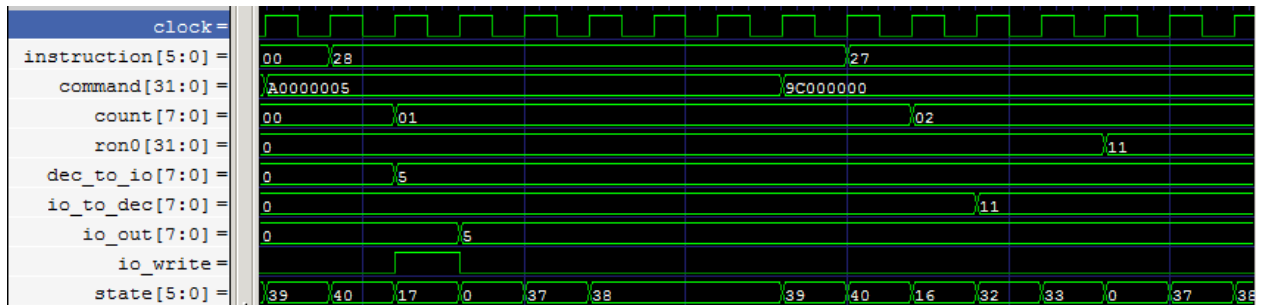 clock=
instruction[5:0] = 00 28 27
command[31:0] = A0000005 9C000000
count[7:0] = 00 01 02
ron0[31:0] = 0 11
dec_to_io[7:0] = 0 5
io_to_dec[7:0] = 0 11
io_out[7:0] = 0 5
io_write=
state[5:0] = 39 40 17 0 37 38 39 40 16 32 33 0 37 38